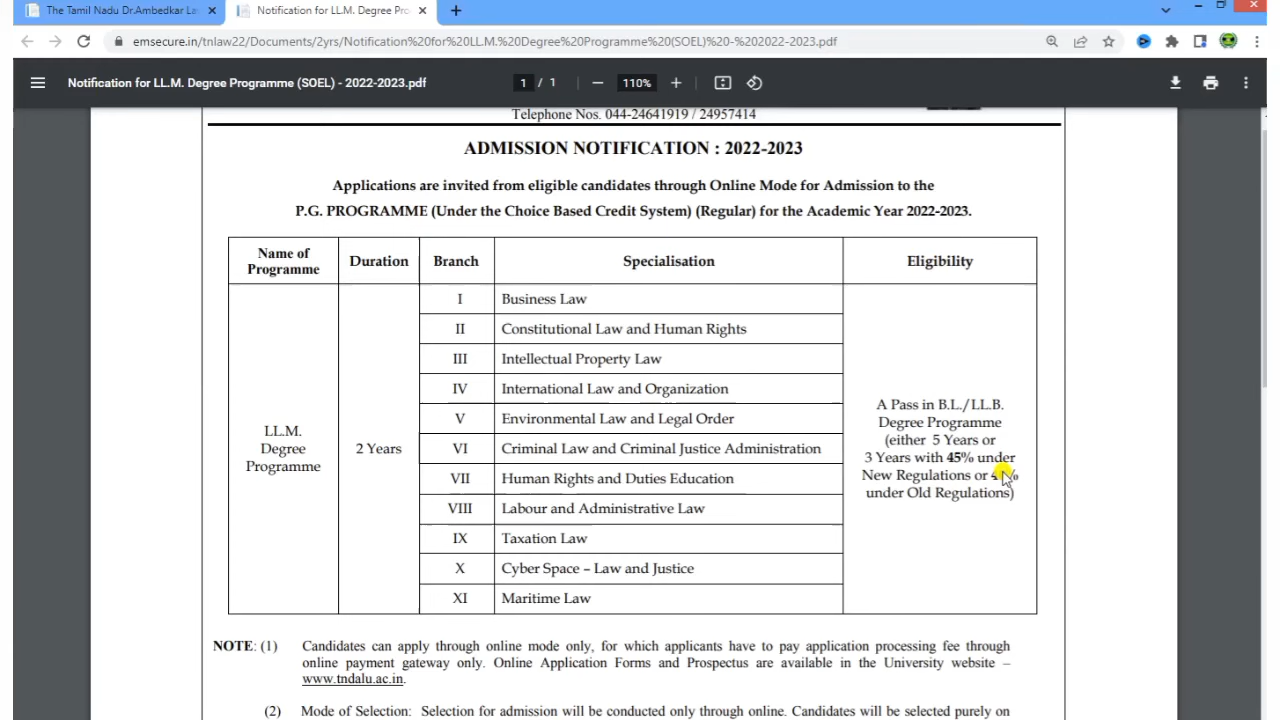 The Tamil Nadu Dr.Ambedkar La
Notification for LL.M. Degree Pro
emsecure.in/tnlaw22/Documents/2yrs/Notification%20for%20LL.M.%20Degree%20Programme%20(SOEL)%20-%202022-2023.pdf
Notification for LL.M. Degree Programme (SOEL) - 2022-2023.pdf
1 / 1
110%
Telephone Nos. 044-24641919 / 24957414
ADMISSION NOTIFICATION : 2022-2023
Applications are invited from eligible candidates through Online Mode for Admission to the
P.G. PROGRAMME (Under the Choice Based Credit System) (Regular) for the Academic Year 2022-2023.
Name of
Programme
Duration
Branch
Specialisation
Eligibility
LL.M.
Degree
Programme
2 Years
I Business Law
II Constitutional Law and Human Rights
III Intellectual Property Law
IV International Law and Organization
V Environmental Law and Legal Order
VI Criminal Law and Criminal Justice Administration
VII Human Rights and Duties Education
VIII Labour and Administrative Law
IX Taxation Law
X Cyber Space – Law and Justice
XI Maritime Law
A Pass in B.L./LL.B.
Degree Programme
(either 5 Years or
3 Years with 45% under
New Regulations or
under Old Regulations)
NOTE: (1) Candidates can apply through online mode only, for which applicants have to pay application processing fee through
online payment gateway only. Online Application Forms and Prospectus are available in the University website –
www.tndalu.ac.in.
(2) Mode of Selection: Selection for admission will be conducted only through online. Candidates will be selected purely on